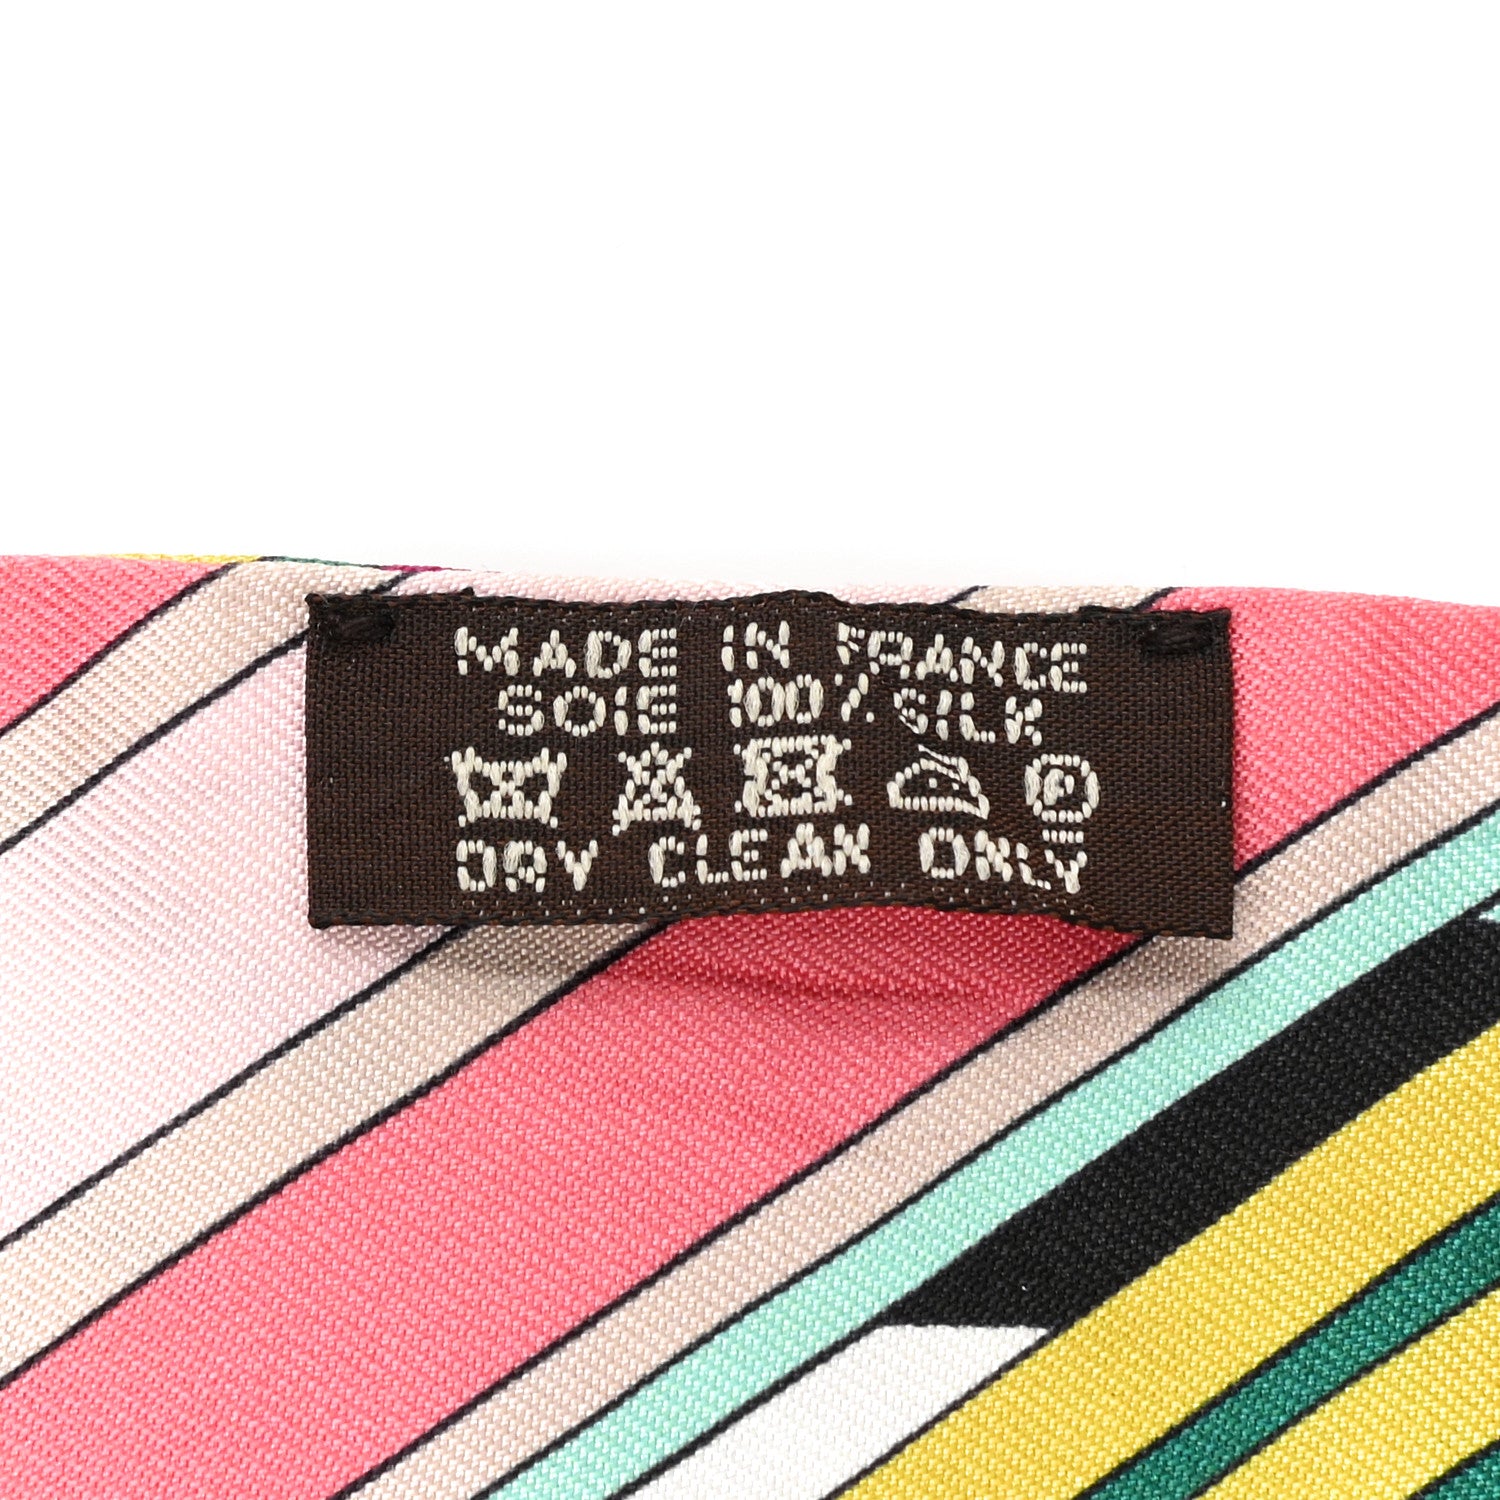 MADE IN FRANCE
SOIE 100% SILK
P
DRY CLEAN ONLY